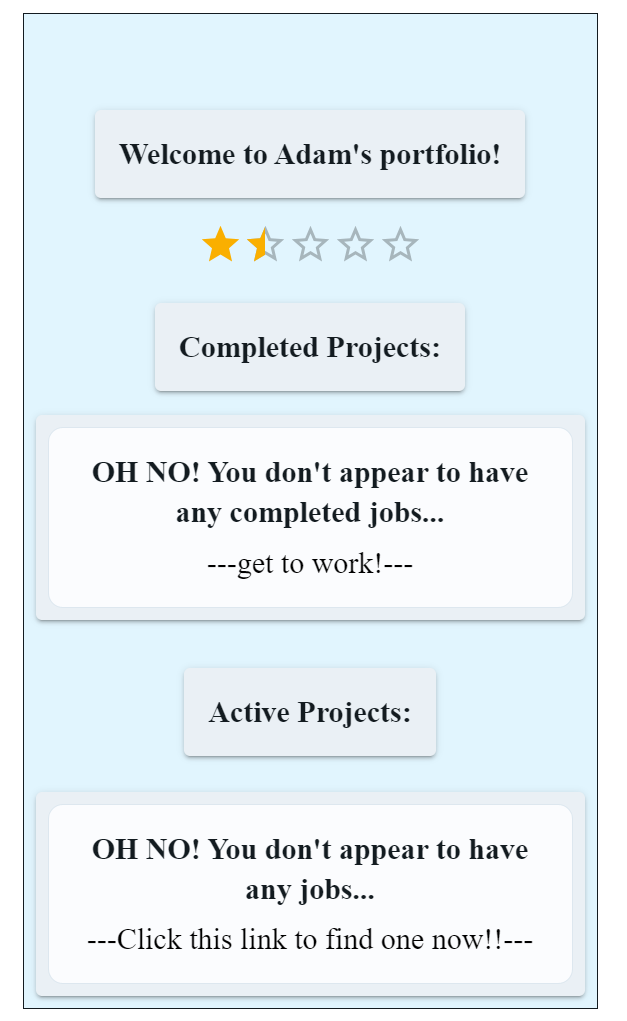 Welcome to Adam's portfolio!
Completed Projects:
OH NO! You don't appear to have
any completed jobs...
---get to work!---
Active Projects:
OH NO! You don't appear to have
any jobs...
---Click this link to find one now!!---